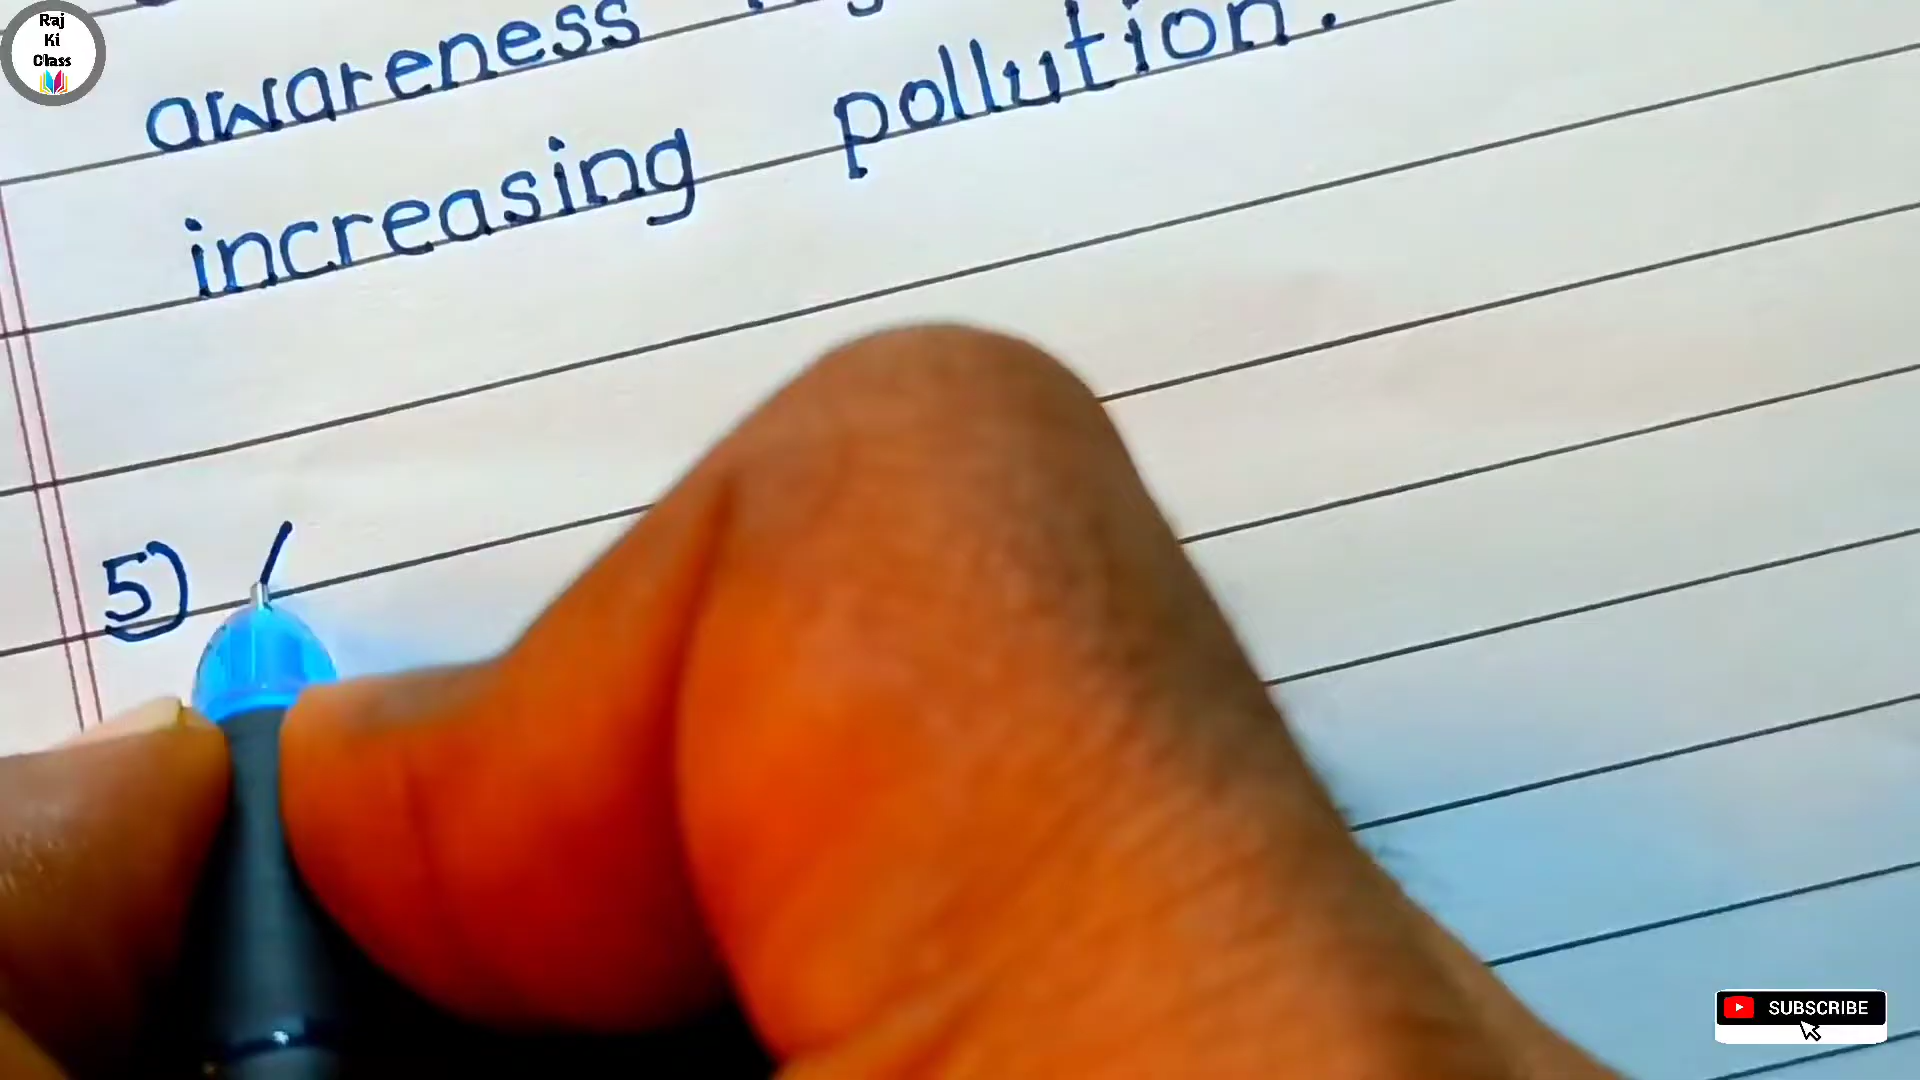 Raj
Ki
Class
awareness
increasing pollution.
5)
SUBSCRIBE